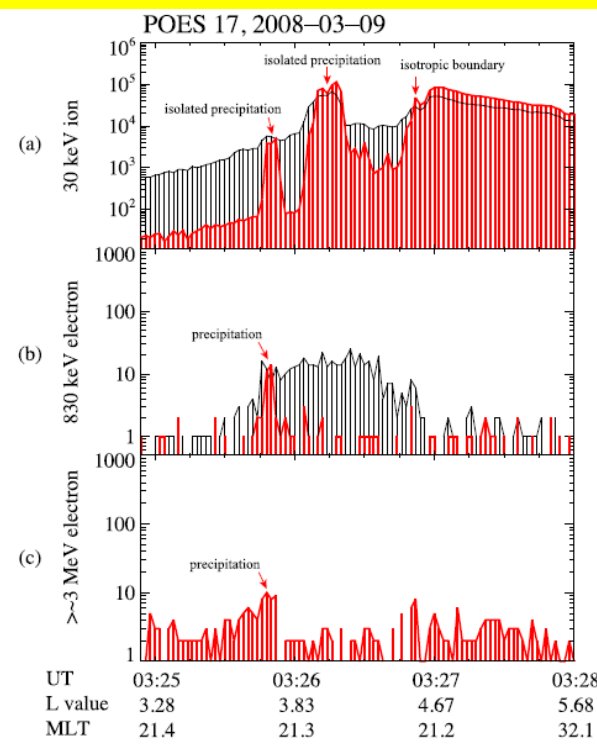 POES 17, 2008–03–09
(a)
30 keV ion
10^6
10^5
10^4
10^3
10^2
isolated precipitation
isolated precipitation
isotropic boundary
(b)
830 keV electron
1000
100
10
1
precipitation
(c)
>~3 MeV electron
1000
100
10
1
precipitation
UT 03:25 03:26 03:27 03:28
L value 3.28 3.83 4.67 5.68
MLT 21.4 21.3 21.2 32.1